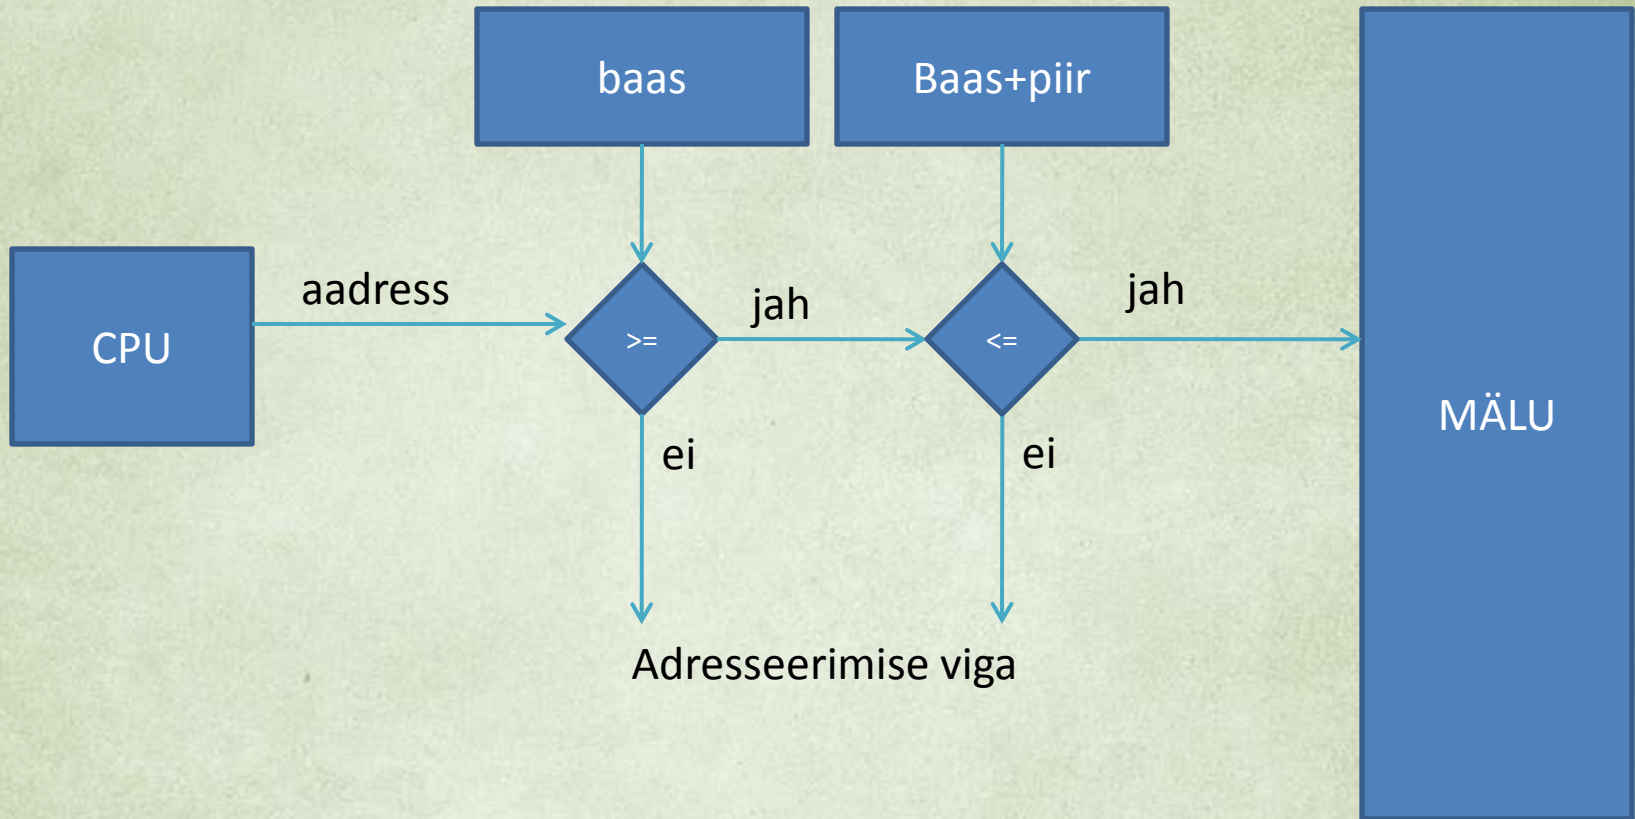 baas
Baas+piir
CPU
aadress
>=
jah
<=
jah
MÄLU
ei
ei
Adresseerimise viga